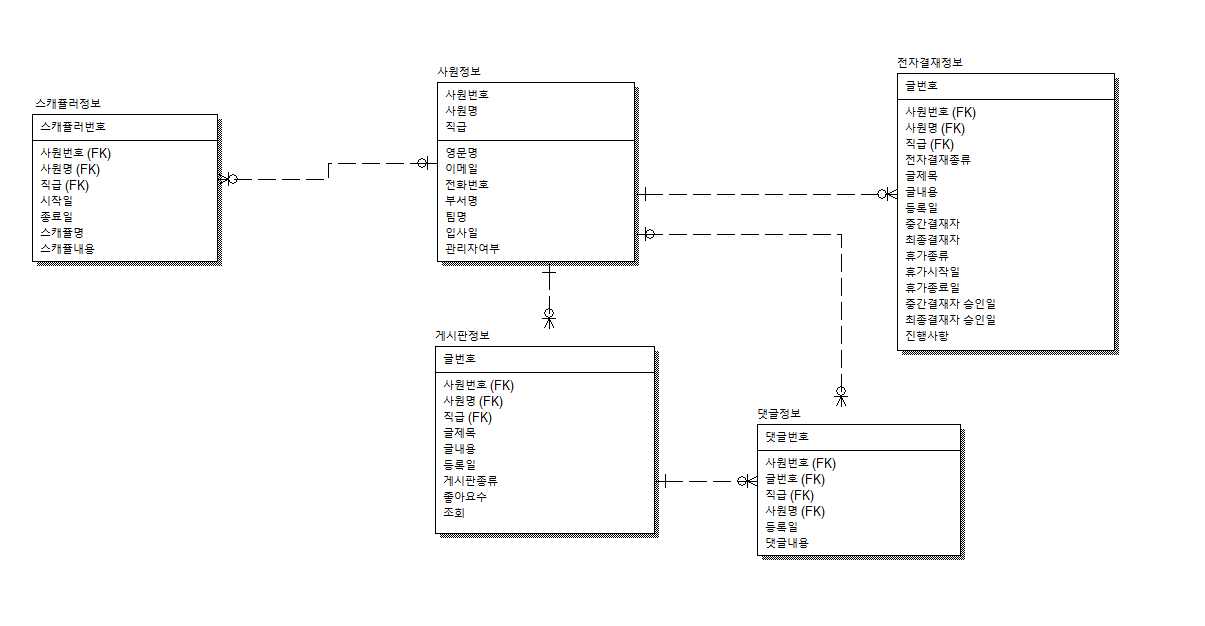 스캐쥴러정보
스캐쥴러번호
사원번호 (FK)
사원명 (FK)
직급 (FK)
시작일
종료일
스캐쥴명
스캐쥴내용
사원정보
사원번호
사원명
직급
영문명
이메일
전화번호
부서명
팀명
입사일
관리자여부
전자결재정보
글번호
사원번호 (FK)
사원명 (FK)
직급 (FK)
전자결재종류
글제목
글내용
등록일
중간결재자
최종결재자
휴가종류
휴가시작일
휴가종료일
중간결재자 승인일
최종결재자 승인일
진행사항
게시판정보
글번호
사원번호 (FK)
사원명 (FK)
직급 (FK)
글제목
글내용
등록일
게시판종류
좋아요수
조회
댓글정보
댓글번호
사원번호 (FK)
글번호 (FK)
직급 (FK)
사원명 (FK)
등록일
댓글내용